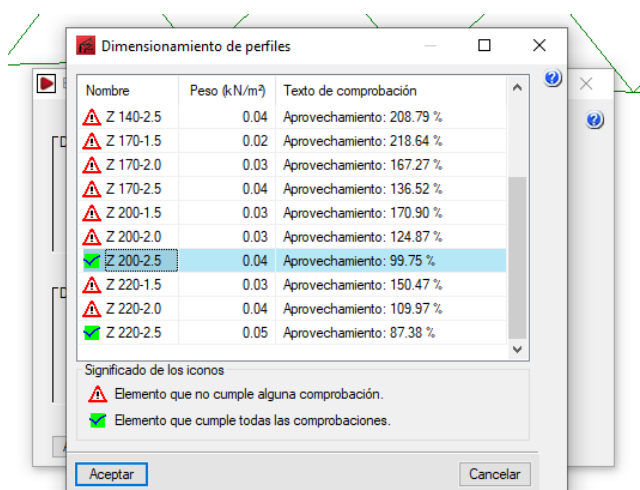 Dimensionamiento de perfiles
Nombre Peso (kN/m²) Texto de comprobación
Z 140-2.5 0.04 Aprovechamiento: 208.79 %
Z 170-1.5 0.02 Aprovechamiento: 218.64 %
Z 170-2.0 0.03 Aprovechamiento: 167.27 %
Z 170-2.5 0.04 Aprovechamiento: 136.52 %
Z 200-1.5 0.03 Aprovechamiento: 170.90 %
Z 200-2.0 0.03 Aprovechamiento: 124.87 %
Z 200-2.5 0.04 Aprovechamiento: 99.75 %
Z 220-1.5 0.03 Aprovechamiento: 150.47 %
Z 220-2.0 0.04 Aprovechamiento: 109.97 %
Z 220-2.5 0.05 Aprovechamiento: 87.38 %
Significado de los iconos
Elemento que no cumple alguna comprobación.
Elemento que cumple todas las comprobaciones.
Aceptar Cancelar